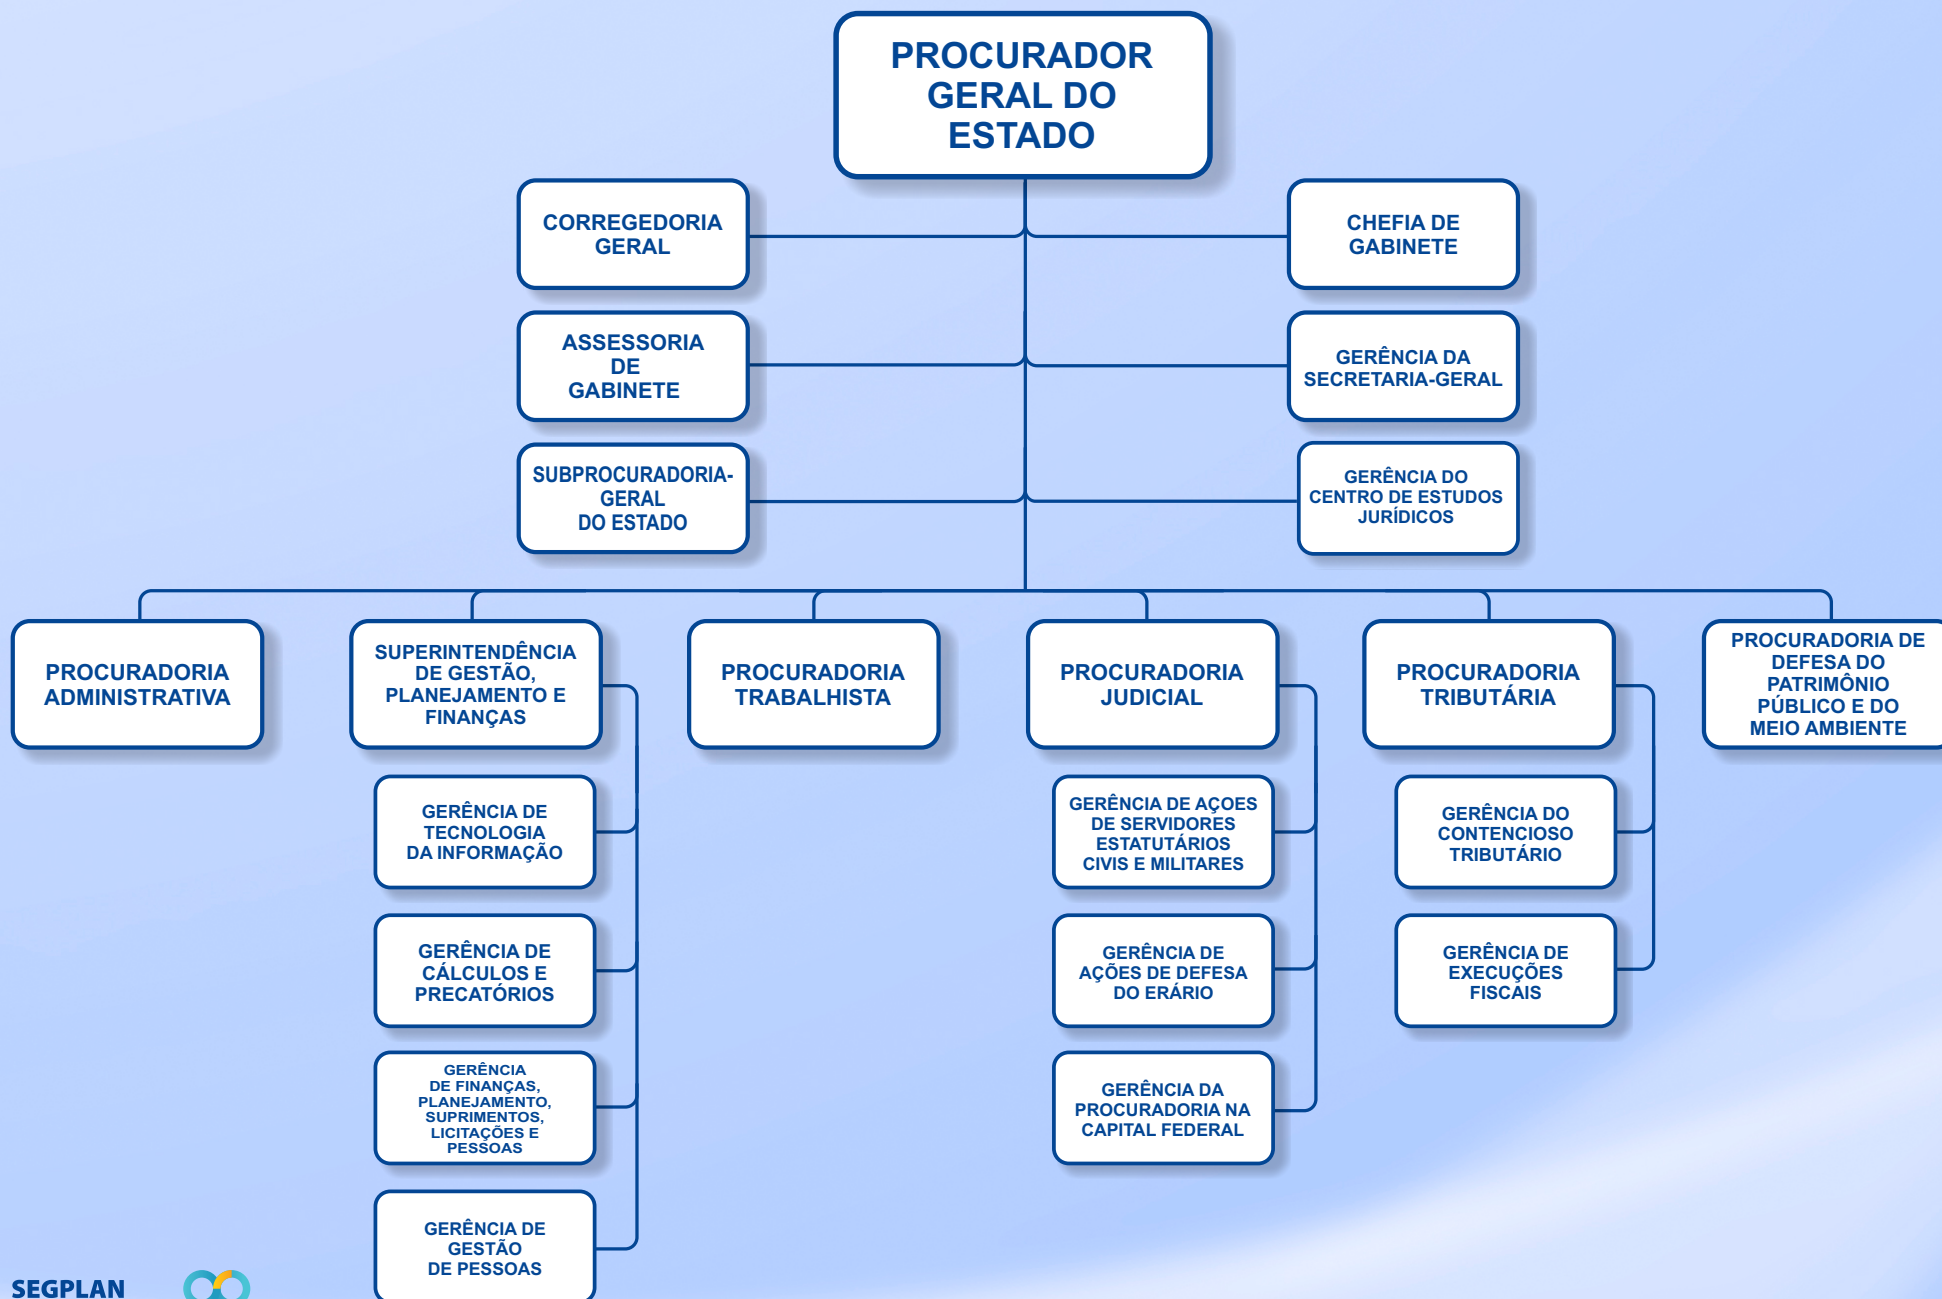 PROCURADOR
GERAL DO
ESTADO
CORREGEDORIA
GERAL
CHEFIA DE
GABINETE
ASSESSORIA
DE
GABINETE
GERÊNCIA DA
SECRETARIA-GERAL
SUBPROCURADORIA-
GERAL
DO ESTADO
GERÊNCIA DO
CENTRO DE ESTUDOS
JURÍDICOS
PROCURADORIA
ADMINISTRATIVA
SUPERINTENDÊNCIA
DE GESTÃO,
PLANEJAMENTO E
FINANÇAS
PROCURADORIA
TRABALHISTA
PROCURADORIA
JUDICIAL
PROCURADORIA
TRIBUTÁRIA
PROCURADORIA DE
DEFESA DO
PATRIMÔNIO
PÚBLICO E DO
MEIO AMBIENTE
GERÊNCIA DE
TECNOLOGIA
DA INFORMAÇÃO
GERÊNCIA DE
CÁLCULOS E
PRECATÓRIOS
GERÊNCIA
DE FINANÇAS,
PLANEJAMENTO,
SUPRIMENTOS,
LICITAÇÕES E
PESSOAS
GERÊNCIA DE
GESTÃO
DE PESSOAS
GERÊNCIA DE AÇOES
DE SERVIDORES
ESTATUTÁRIOS
CIVIS E MILITARES
GERÊNCIA DE
AÇÕES DE DEFESA
DO ERÁRIO
GERÊNCIA DA
PROCURADORIA NA
CAPITAL FEDERAL
GERÊNCIA DO
CONTENCIOSO
TRIBUTÁRIO
GERÊNCIA DE
EXECUÇÕES
FISCAIS
SEGPLAN